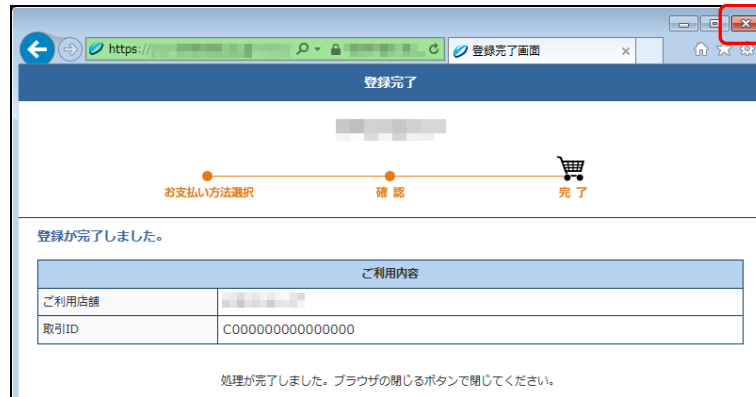 https://
登録完了画面
登録完了
お支払い方法選択
確 認
完 了
登録が完了しました。
ご利用内容
ご利用店舗
取引ID
C000000000000000
処理が完了しました。ブラウザの閉じるボタンで閉じてください。